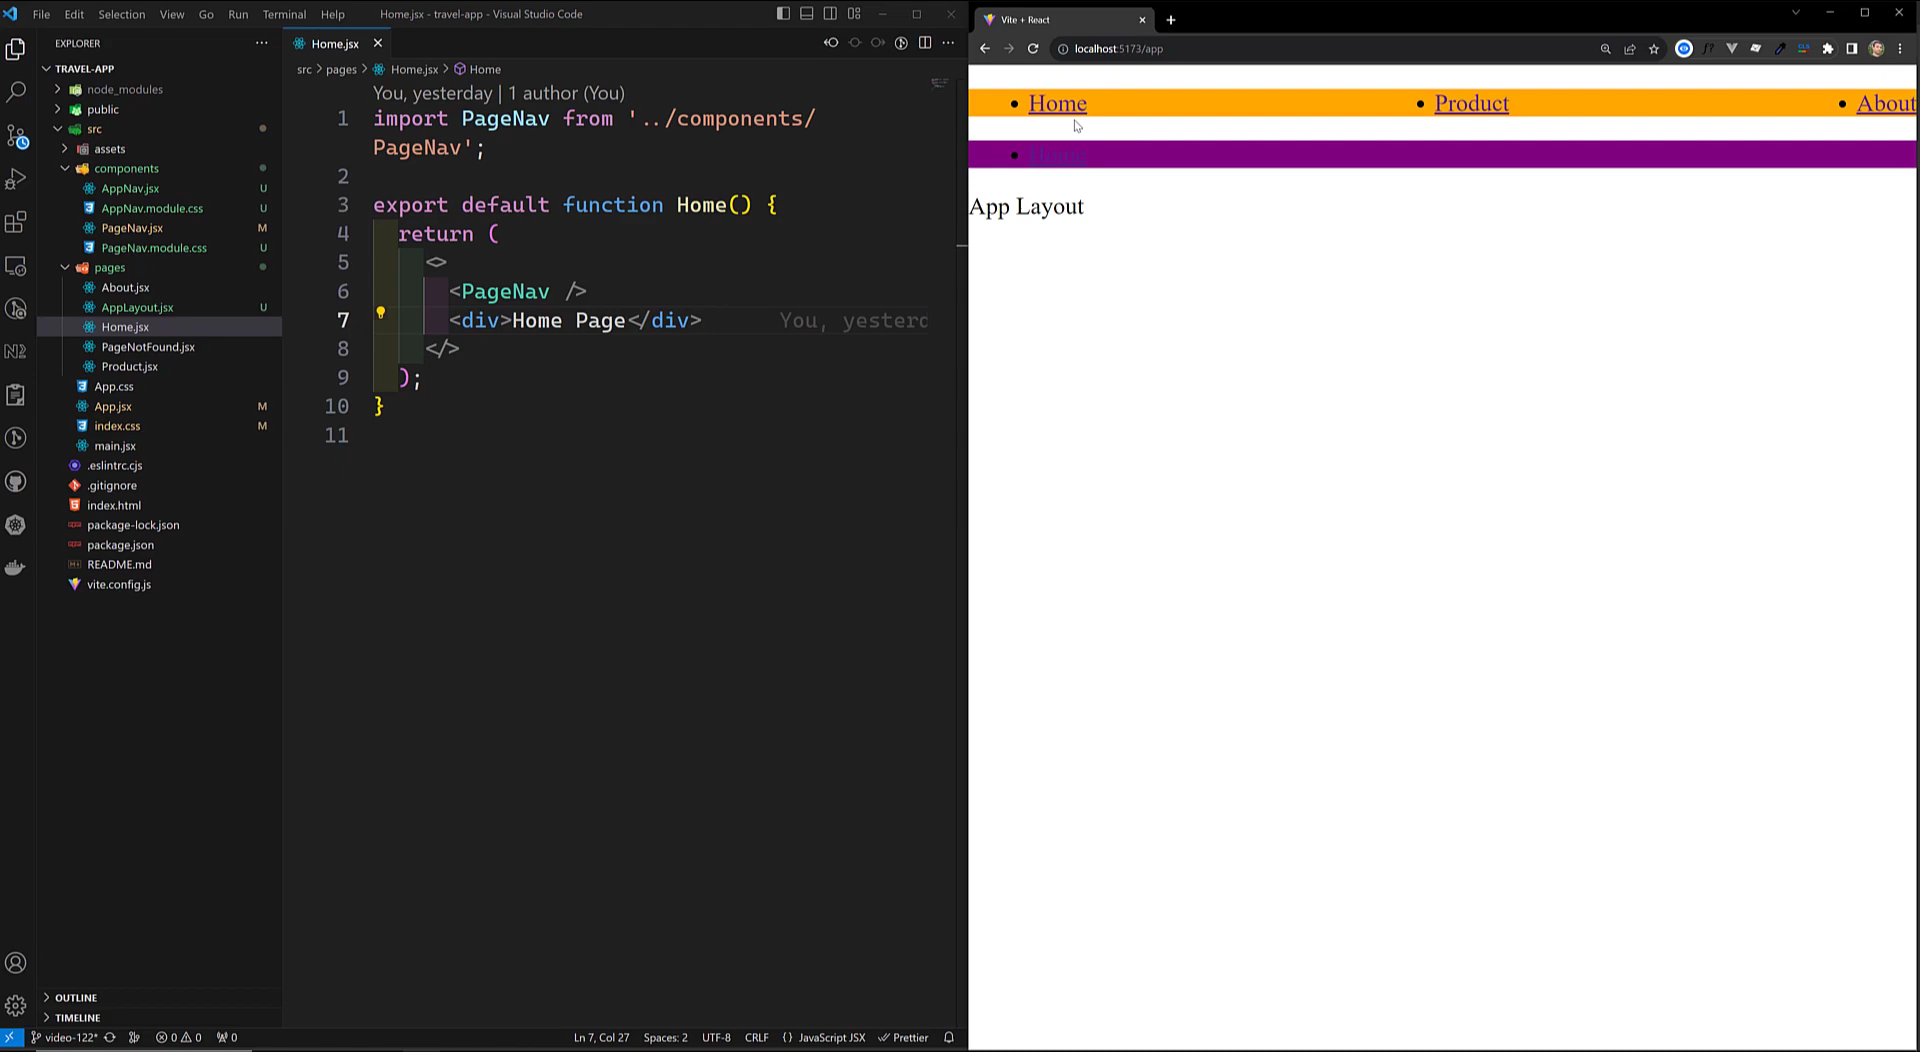 File Edit Selection View Go Run Terminal Help Home.jsx - travel-app - Visual Studio Code
EXPLORER
TRAVEL-APP
node_modules
public
src
assets
components
AppNav.jsx U
AppNav.module.css U
PageNav.jsx M
PageNav.module.css U
pages
About.jsx
AppLayout.jsx U
Home.jsx
PageNotFound.jsx
Product.jsx
App.css
App.jsx M
index.css M
main.jsx
.eslintrc.cjs
.gitignore
index.html
package-lock.json
package.json
README.md
vite.config.js
OUTLINE
TIMELINE
Home.jsx
src > pages > Home.jsx > Home
You, yesterday | 1 author (You)
1 import PageNav from '../components/
PageNav';
2
3 export default function Home() {
4 return (
5 <>
6 <PageNav />
7 <div>Home Page</div> You, yesterd
8 </>
9 );
10 }
11
video-122* 0 0 0 Ln 7, Col 27 Spaces: 2 UTF-8 CRLF {} JavaScript JSX Prettier
Vite + React
localhost:5173/app
• Home • Product • About
• Home
App Layout